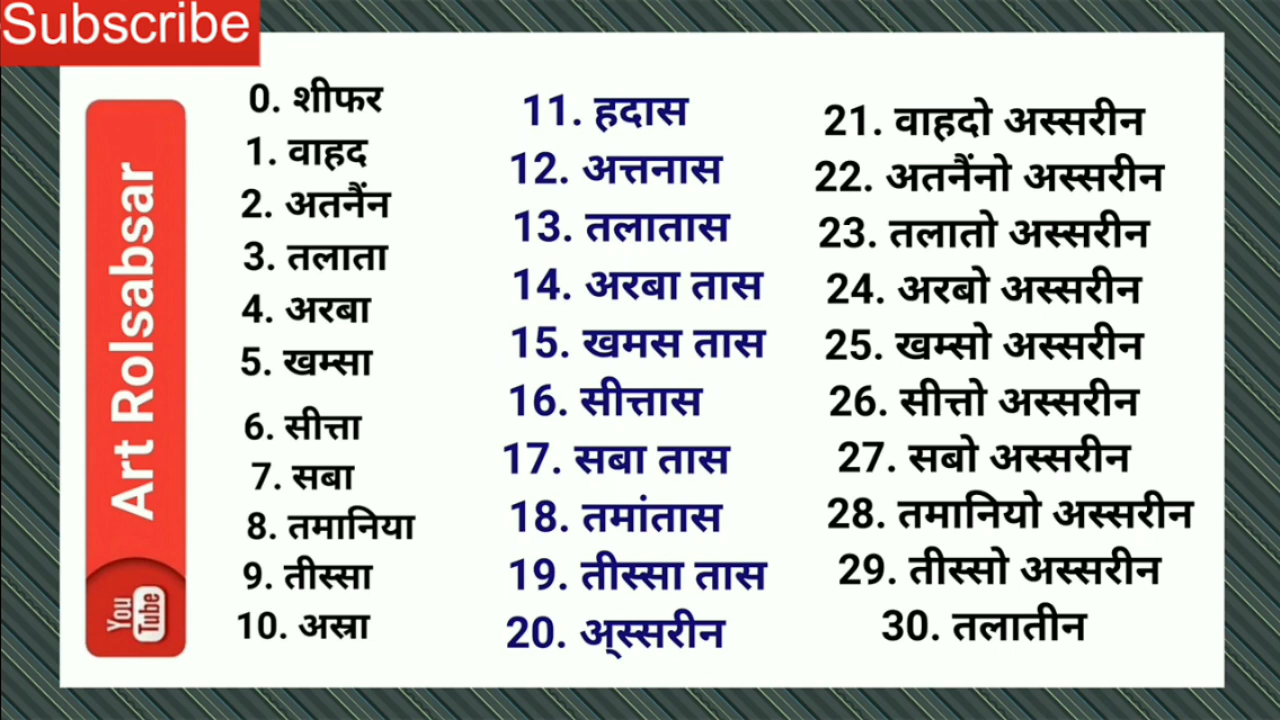 Subscribe
Art Rolsabsar
You
Tube
0. शीफर
1. वाहद
2. अतनैंन
3. तलाता
4. अरबा
5. खम्सा
6. सीत्ता
7. सबा
8. तमानिया
9. तीस्सा
10. अस्रा
11. हदास
12. अत्तनास
13. तलातास
14. अरबा तास
15. खमस तास
16. सीत्तास
17. सबा तास
18. तमांतास
19. तीस्सा तास
20. अ्स्सरीन
21. वाहदो अस्सरीन
22. अतनैंनो अस्सरीन
23. तलातो अस्सरीन
24. अरबो अस्सरीन
25. खम्सो अस्सरीन
26. सीत्तो अस्सरीन
27. सबो अस्सरीन
28. तमानियो अस्सरीन
29. तीस्सो अस्सरीन
30. तलातीन